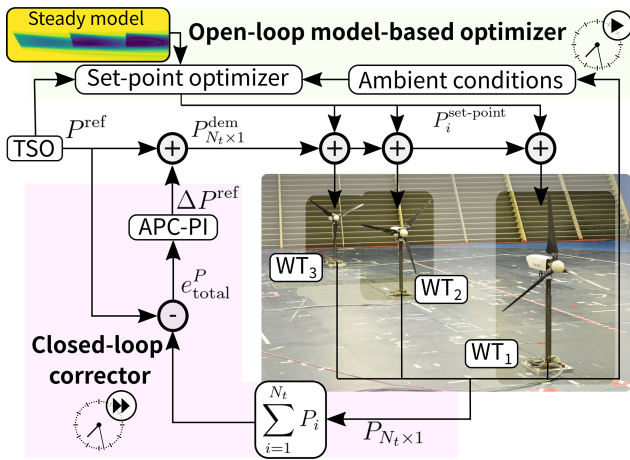 Steady model
Open-loop model-based optimizer
Set-point optimizer
Ambient conditions
TSO
P^ref
P^dem_{N_t×1}
P_i^set-point
+
+
+
+
ΔP^ref
APC-PI
WT_3
WT_2
WT_1
e^P_total
-
Closed-loop
corrector
\sum_{i=1}^{N_t} P_i
P_{N_t×1}